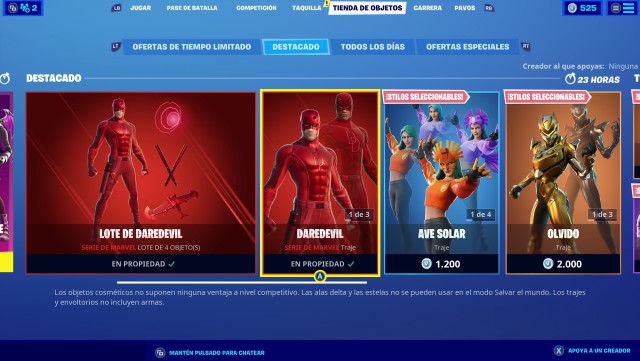 LB JUGAR PASE DE BATALLA COMPETICIÓN TAQUILLA ! TIENDA DE OBJETOS CARRERA PAVOS RB
2
525
LT OFERTAS DE TIEMPO LIMITADO DESTACADO TODOS LOS DÍAS OFERTAS ESPECIALES RT
Creador al que apoyas: Ninguna
DESTACADO
23 HORAS
¡ESTILOS SELECCIONABLES!
¡ESTILOS SELECCIONABLES!
1 de 3
1 de 4
1 de 3
LOTE DE DAREDEVIL
SERIE DE MARVEL LOTE DE 4 OBJETO(S)
EN PROPIEDAD
DAREDEVIL
SERIE DE MARVEL Traje
EN PROPIEDAD
AVE SOLAR
Traje
1.200
OLVIDO
Traje
2.000
A
Los objetos cosméticos no suponen ninguna ventaja a nivel competitivo. Las alas delta y las estelas no se pueden usar en el modo Salvar el mundo. Los trajes
y envoltorios no incluyen armas.
MANTÉN PULSADO PARA CHATEAR
X APOYA A UN CREADOR